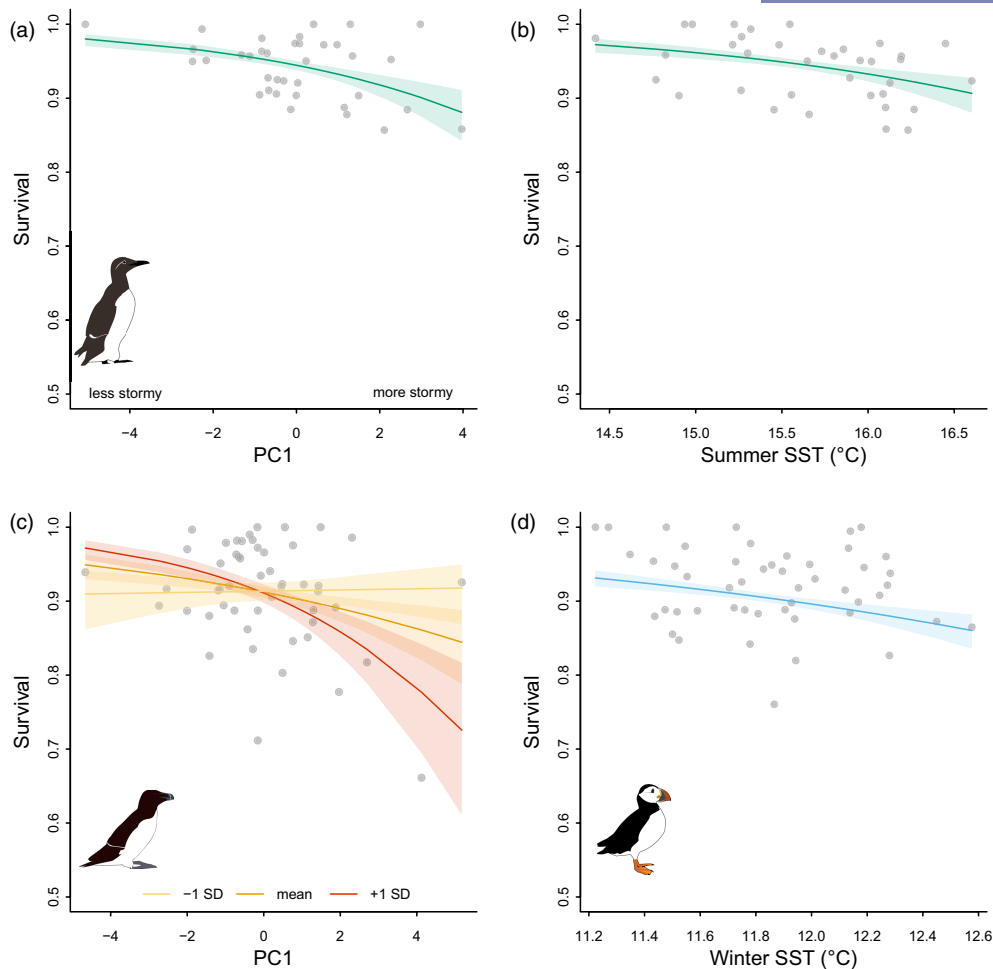 (a)
Survival
1.0
0.9
0.8
0.7
0.6
0.5
less stormy
more stormy
−4
−2
0
2
4
PC1
(b)
Survival
1.0
0.9
0.8
0.7
0.6
0.5
14.5
15.0
15.5
16.0
16.5
Summer SST (°C)
(c)
Survival
1.0
0.9
0.8
0.7
0.6
0.5
−1 SD
mean
+1 SD
−4
−2
0
2
4
PC1
(d)
Survival
1.0
0.9
0.8
0.7
0.6
0.5
11.2
11.4
11.6
11.8
12.0
12.2
12.4
12.6
Winter SST (°C)